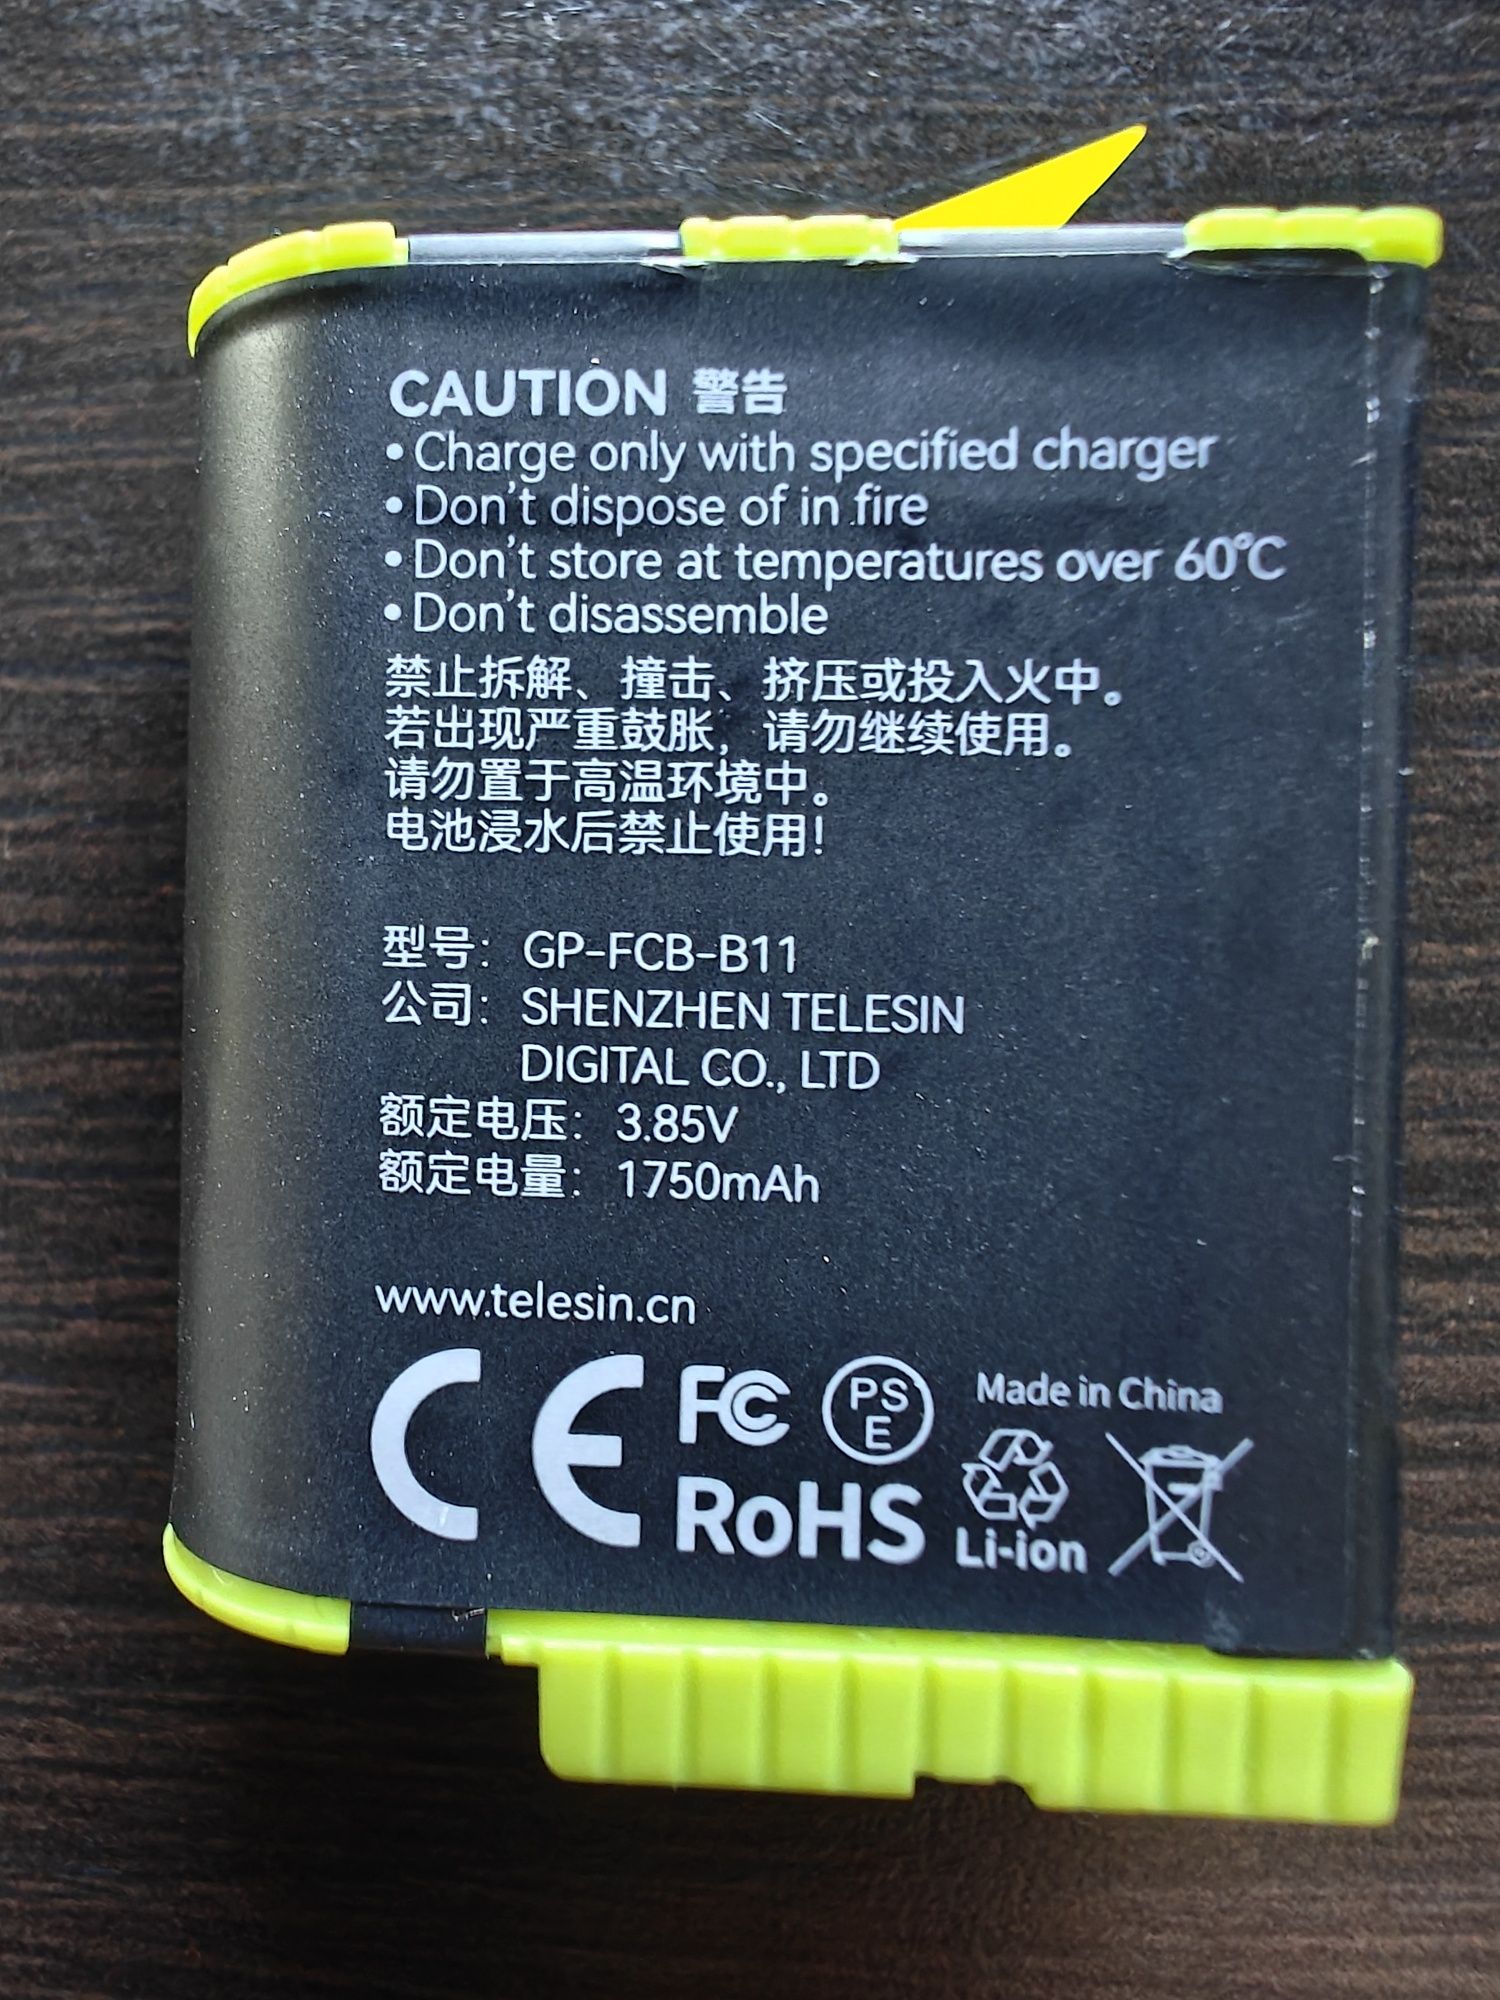 CAUTION 警告
•Charge only with specified charger
•Don't dispose of in fire
•Don't store at temperatures over 60°C
•Don't disassemble
禁止拆解、撞击、挤压或投入火中。
若出现严重鼓胀，请勿继续使用。
请勿置于高温环境中。
电池浸水后禁止使用！
型号：GP-FCB-B11
公司：SHENZHEN TELESIN
DIGITAL CO., LTD
额定电压：3.85V
额定电量：1750mAh
www.telesin.cn
CE FC PSE Made in China
RoHS Li-ion